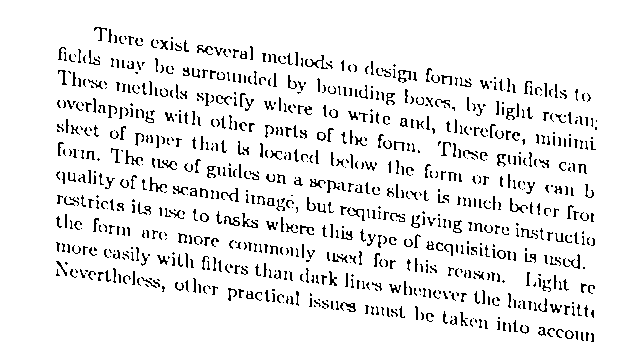 There exist several methods to design forms with fields to
fields may be surrounded by bounding boxes, by light rectan
These methods specify where to write and, therefore, minimi
overlapping with other parts of the form. These guides can
sheet of paper that is located below the form or they can b
form. The use of guides on a separate sheet is much better fro
quality of the scanned image, but requires giving more instructio
restricts its use to tasks where this type of acquisition is used.
the form are more commonly used for this reason. Light re
more easily with filters than dark lines whenever the handwritt
Nevertheless, other practical issues must be taken into accoun